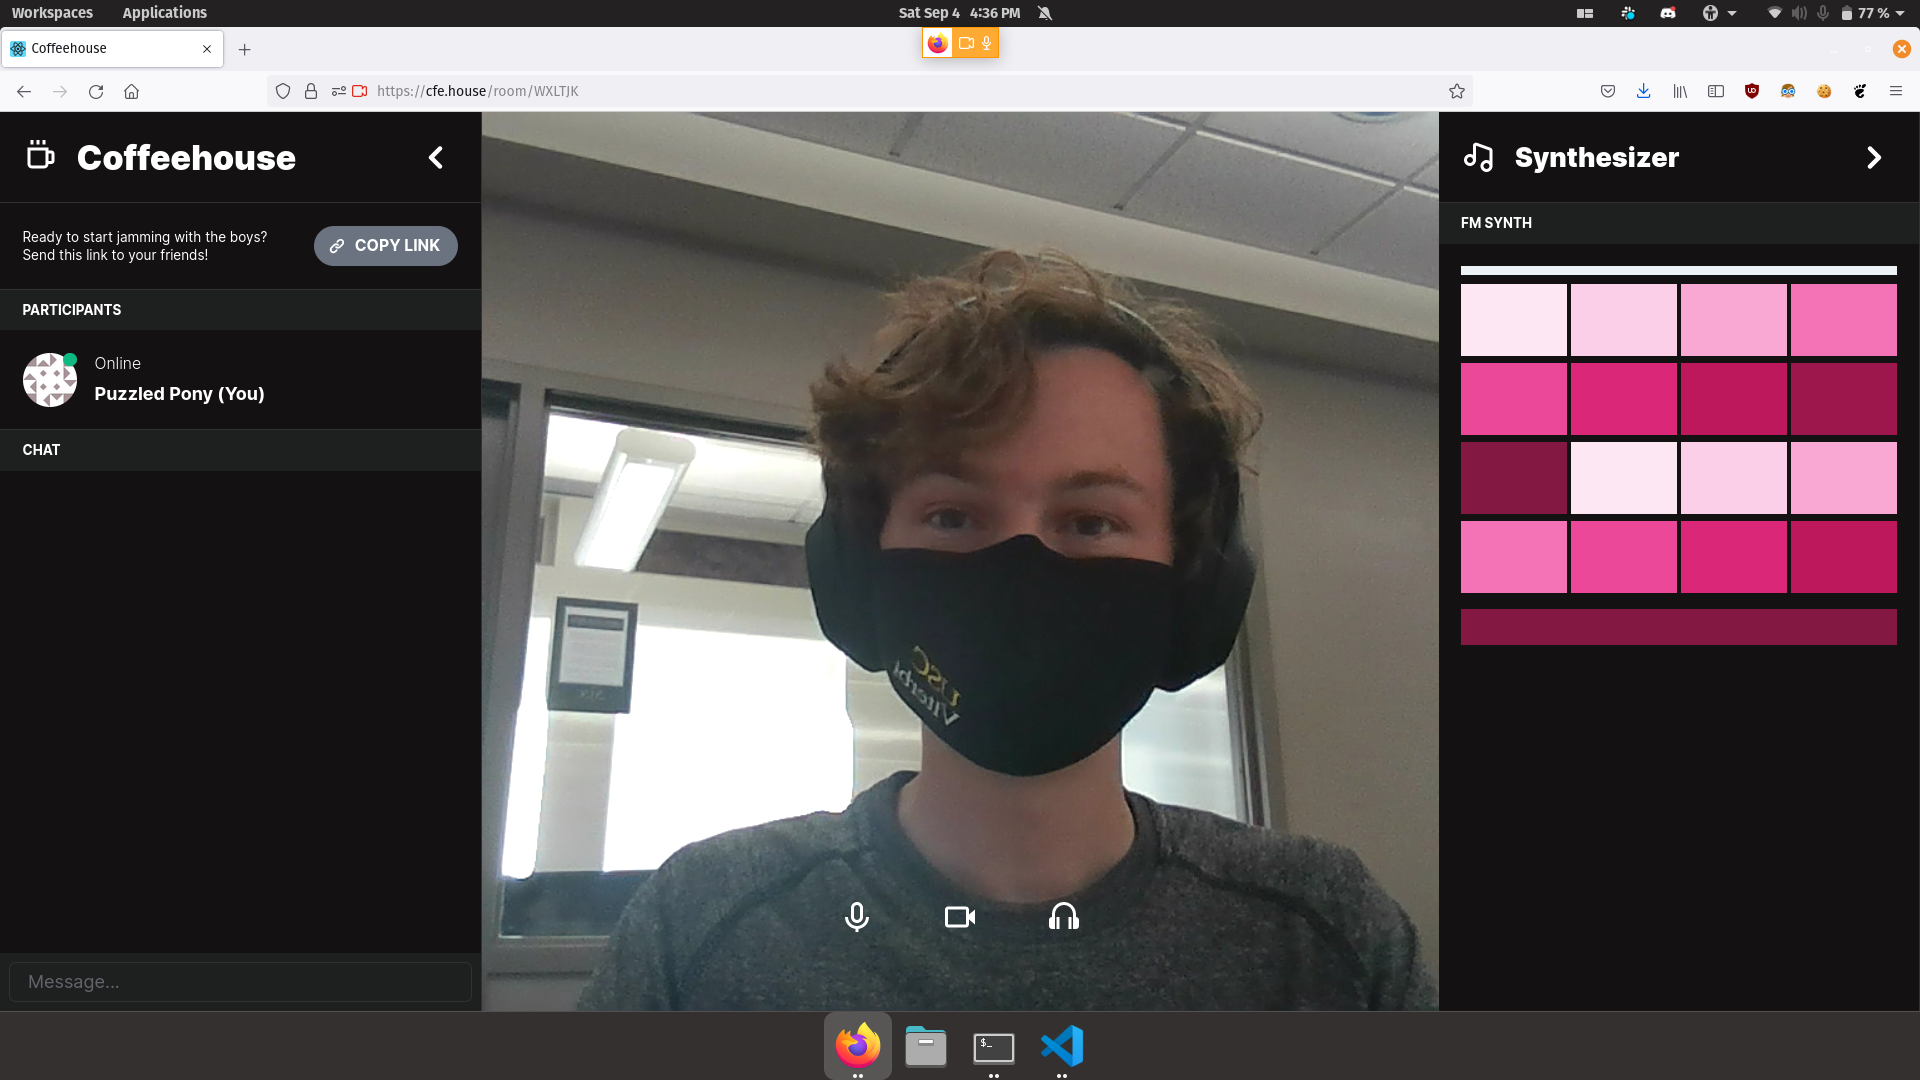 Workspaces Applications Sat Sep 4 4:36 PM 77 %
Coffeehouse
https://cfe.house/room/WXLTJK
Coffeehouse
Ready to start jamming with the boys?
Send this link to your friends!
COPY LINK
PARTICIPANTS
Online
Puzzled Pony (You)
CHAT
Message...
USC
Viterbi
Synthesizer
FM SYNTH
$_